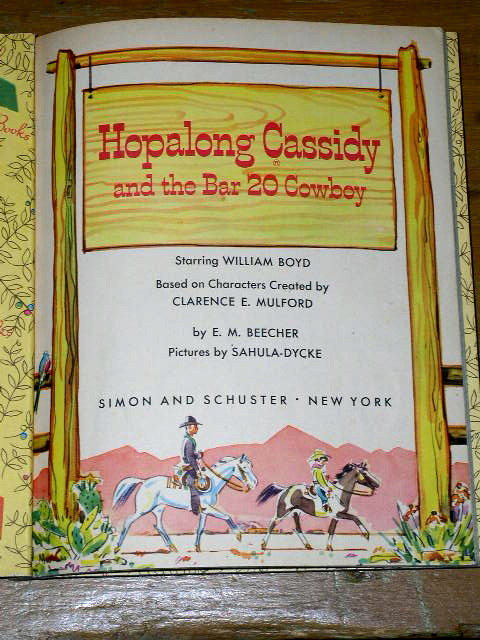 Books
Hopalong Cassidy
and the Bar 20 Cowboy
Starring WILLIAM BOYD
Based on Characters Created by
CLARENCE E. MULFORD
by E. M. BEECHER
Pictures by SAHULA-DYCKE
SIMON AND SCHUSTER · NEW YORK